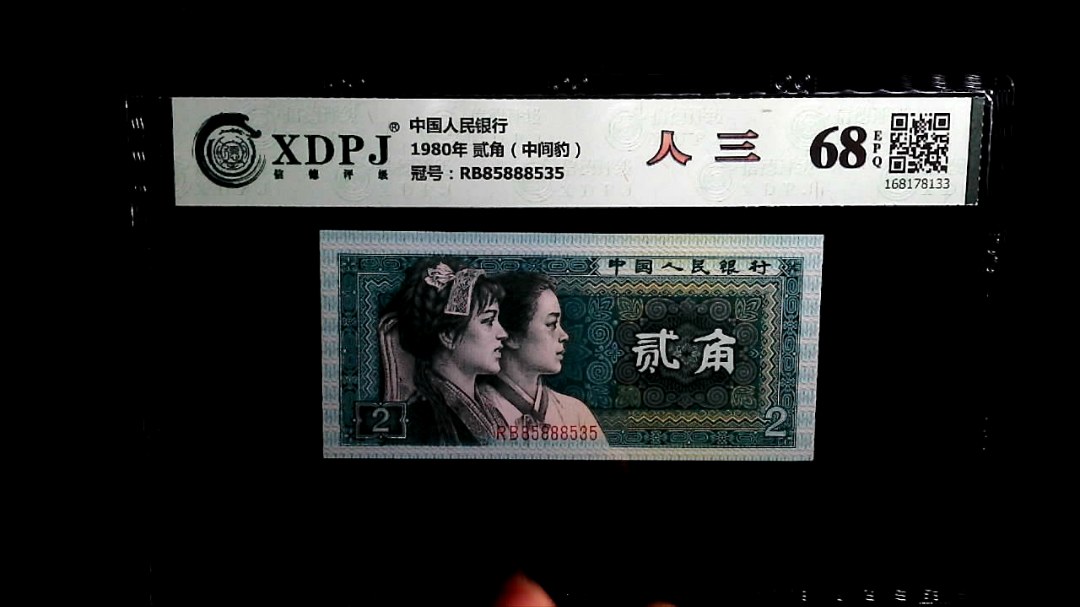 XDPJ®
信德评级
中国人民银行
1980年 贰角（中间豹）
冠号：RB85888535
人三
68
EPQ
168178133
中国人民银行
贰角
2
2
RB85888535